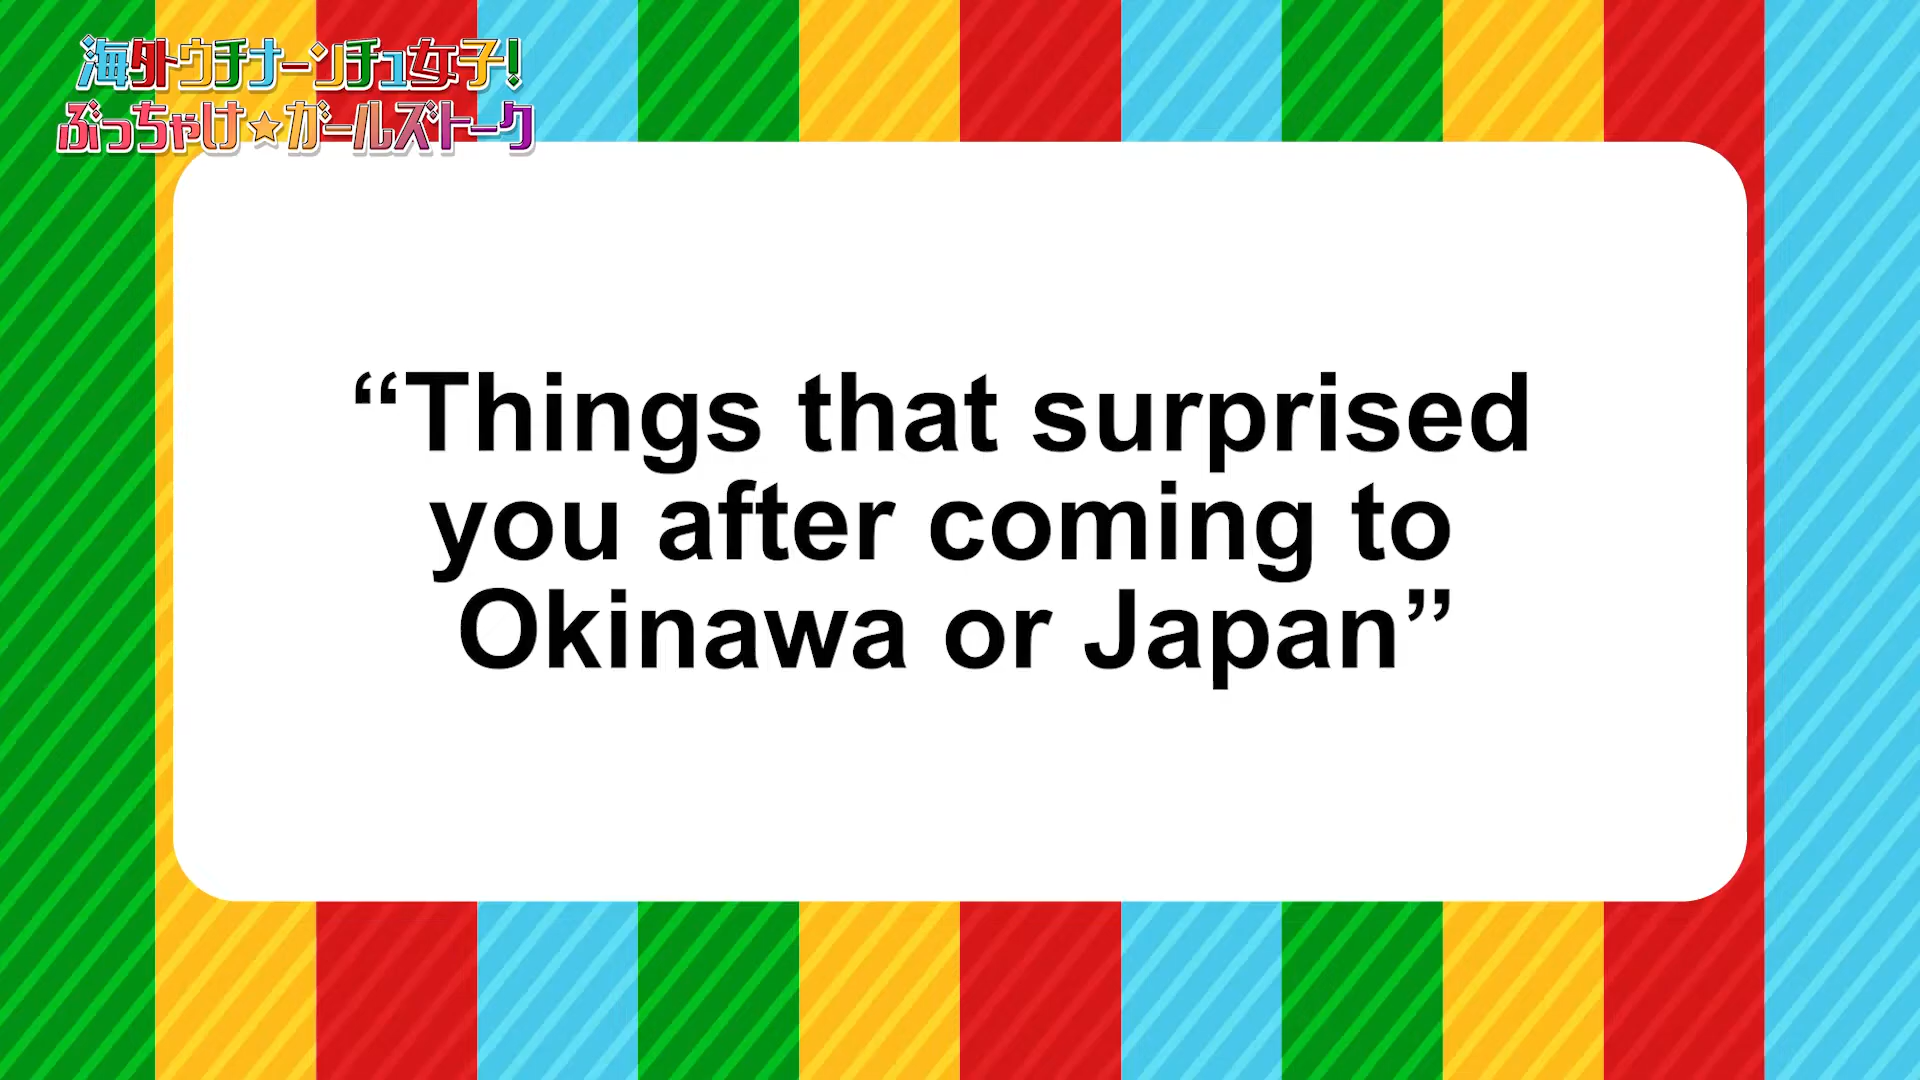 海外ウチナーンチュ女子!
ぶっちゃけ☆ガールズトーク
“Things that surprised
you after coming to
Okinawa or Japan”